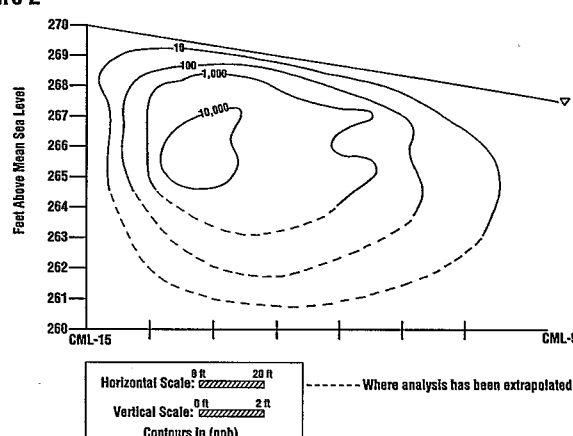 270
269
268
267
266
265
264
263
262
261
260
Feet Above Mean Sea Level
10
100
1,000
10,000
CML-15
Horizontal Scale: 0 ft 20 ft
Vertical Scale: 0 ft 2 ft
Contours in (ppb)
Where analysis has been extrapolated